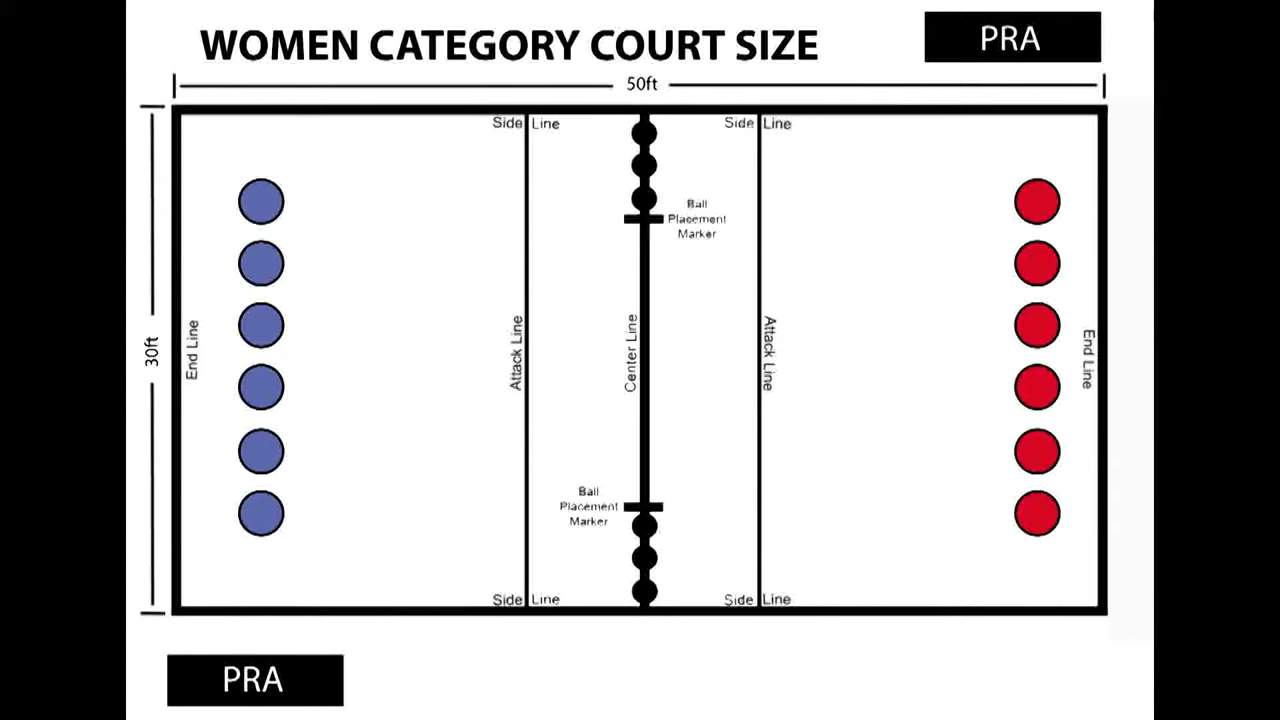 WOMEN CATEGORY COURT SIZE
PRA
50ft
Side Line
Side Line
Ball
Placement
Marker
30ft
End Line
Attack Line
Center Line
Attack Line
End Line
Ball
Placement
Marker
Side Line
Side Line
PRA